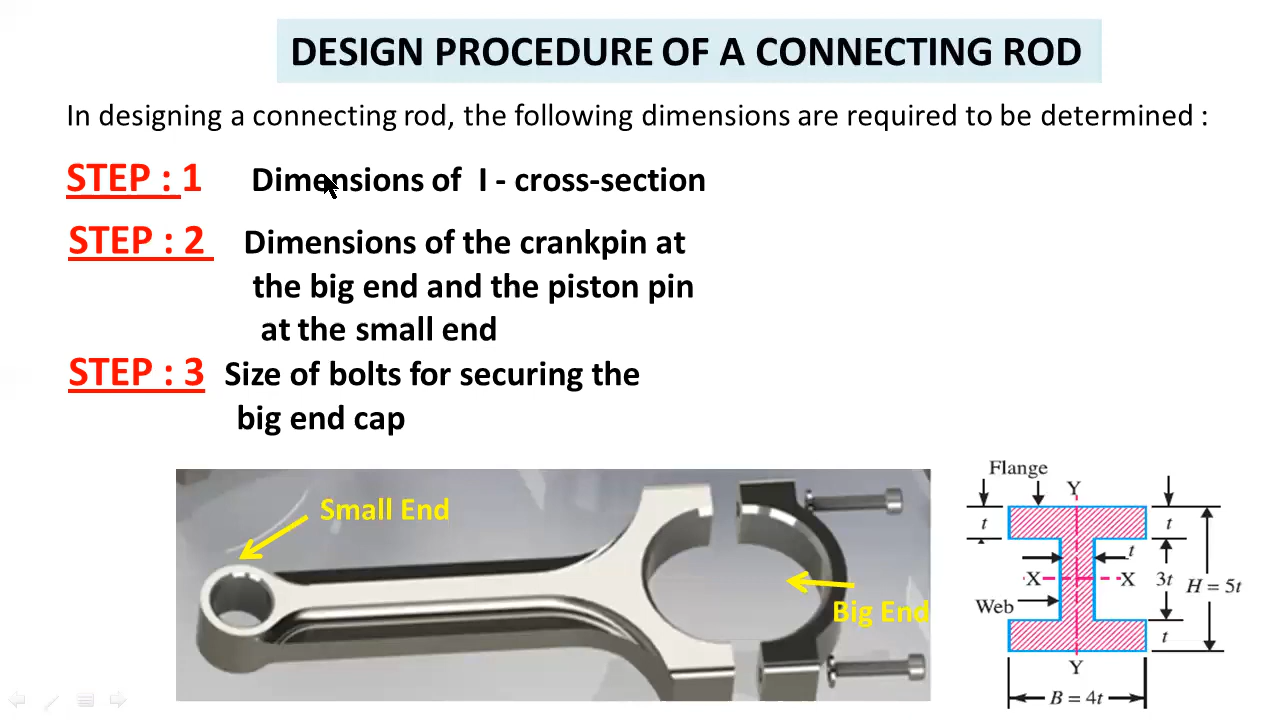 DESIGN PROCEDURE OF A CONNECTING ROD
In designing a connecting rod, the following dimensions are required to be determined :
STEP : 1 Dimensions of I - cross-section
STEP : 2 Dimensions of the crankpin at
the big end and the piston pin
at the small end
STEP : 3 Size of bolts for securing the
big end cap
Small End
Big End
Flange
Y
t
t
t
X
X
3t
H = 5t
Web
t
Y
B = 4t